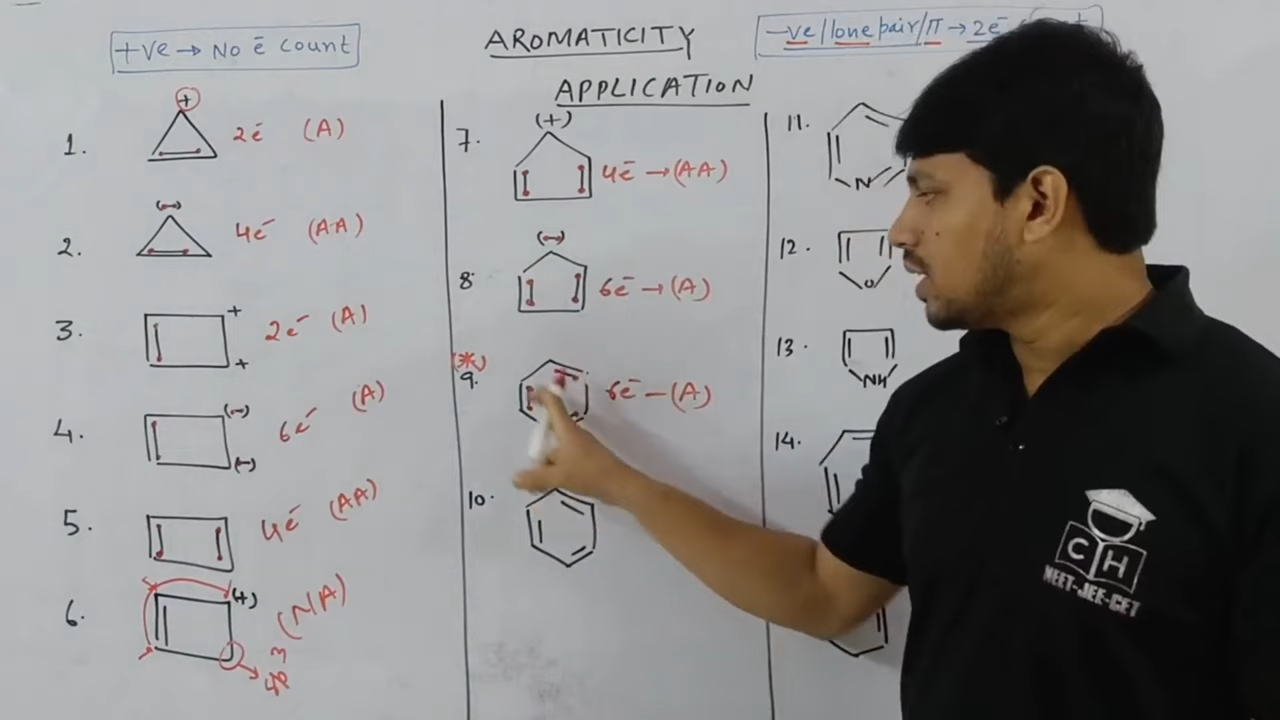 +ve → No ē count
AROMATICITY
APPLICATION
-ve/lone pair/π → 2ē
1. + 2ē (A)
2. (-) 4ē (AA)
3. + + 2ē (A)
4. (-) (-) 6ē (A)
5. 4ē (AA)
6. (+) (N/A)
7. (+) 4ē → (AA)
8. (-) 6ē → (A)
(*)
9. 6ē - (A)
10.
11. N
12. O
13. NH
14.
CH
NEET-JEE-CET